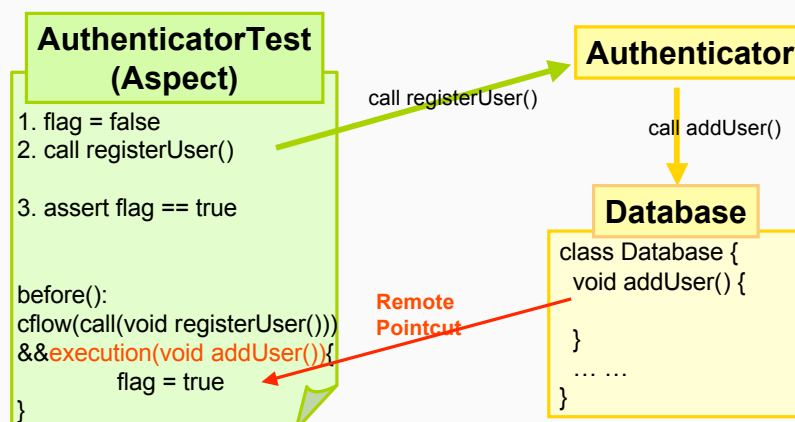 AuthenticatorTest
(Aspect)
1. flag = false
2. call registerUser()
3. assert flag == true
before():
cflow(call(void registerUser()))
&&execution(void addUser()){
flag = true
}
call registerUser()
Authenticator
call addUser()
Database
class Database {
void addUser() {
}
… …
}
Remote
Pointcut